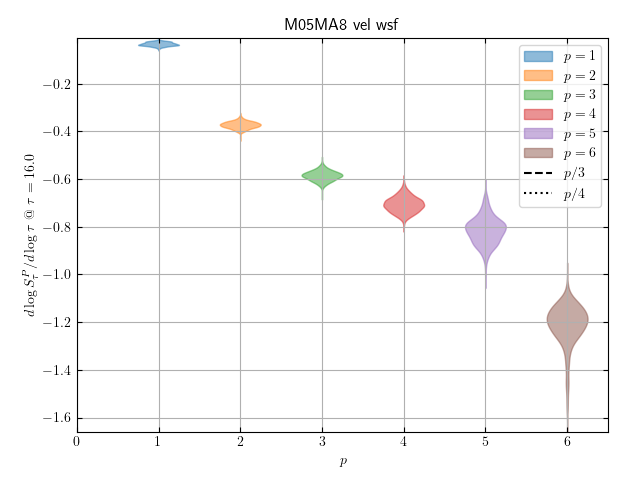 M05MA8 vel wsf
d log S_τ^P / d log τ @ τ = 16.0
−0.2
−0.4
−0.6
−0.8
−1.0
−1.2
−1.4
−1.6
p = 1
p = 2
p = 3
p = 4
p = 5
p = 6
p/3
p/4
0 1 2 3 4 5 6
p